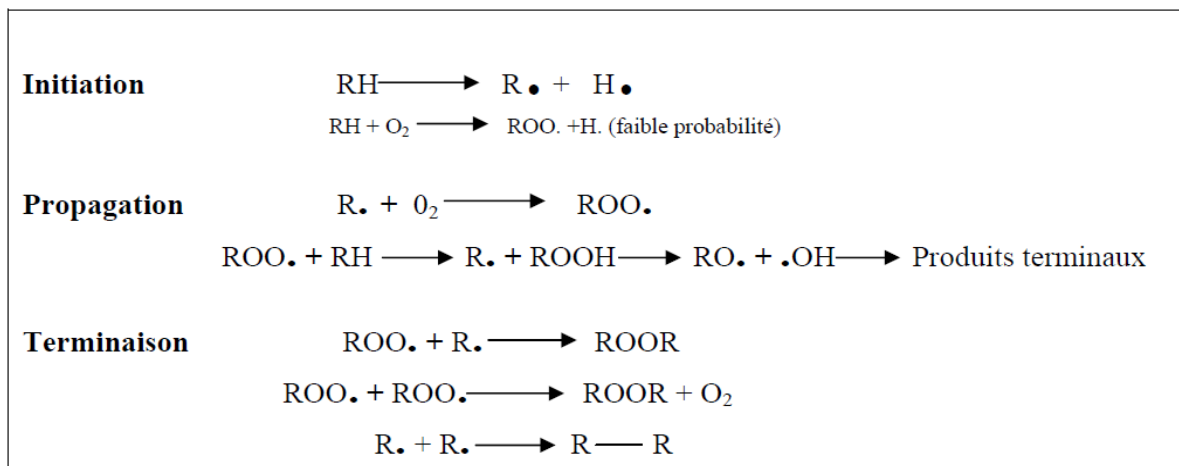 Initiation RH ⟶ R• + H•
RH + O₂ ⟶ ROO. +H. (faible probabilité)
Propagation R• + 0₂ ⟶ ROO•
ROO• + RH ⟶ R• + ROOH ⟶ RO• + •OH ⟶ Produits terminaux
Terminaison ROO• + R• ⟶ ROOR
ROO• + ROO• ⟶ ROOR + O₂
R• + R• ⟶ R — R